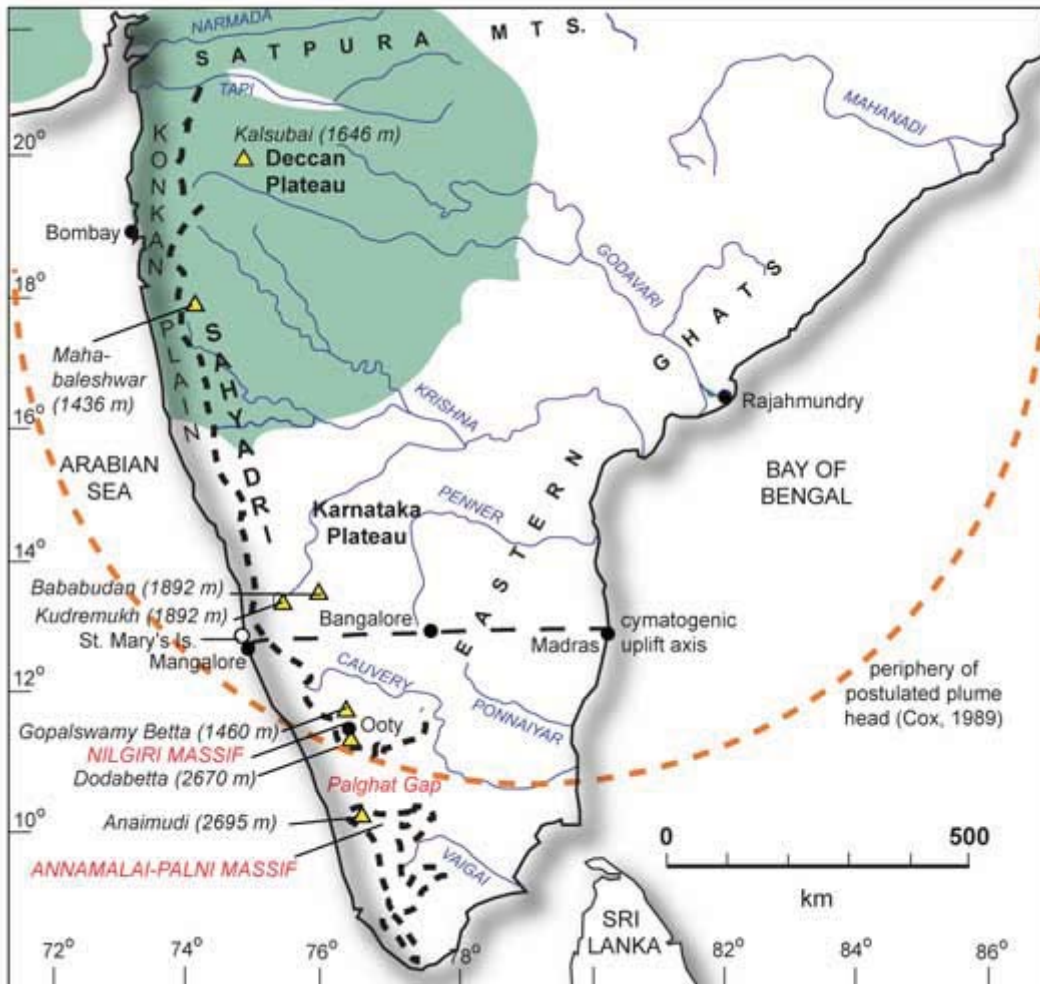 NARMADA
SATPURA MTS.
TAPI
MAHANADI
20°
Kalsubai (1646 m)
Deccan
Plateau
KONKAN PLAIN
Bombay
GODAVARI
18°
SAHYADRI
Maha-
baleshwar
(1436 m)
EASTERN GHATS
KRISHNA
Rajahmundry
16°
ARABIAN
SEA
BAY OF
BENGAL
Karnataka
Plateau
PENNER
14°
Bababudan (1892 m)
Kudremukh (1892 m)
Bangalore
St. Mary's Is.
Mangalore
Madras
cymatogenic
uplift axis
12°
CAUVERY
periphery of
postulated plume
head (Cox, 1989)
PONNAIYAR
Ooty
Gopalswamy Betta (1460 m)
NILGIRI MASSIF
Dodabetta (2670 m)
Palghat Gap
10°
Anaimudi (2695 m)
0 500
km
ANNAMALAI-PALNI MASSIF
VAIGAI
SRI
LANKA
72° 74° 76° 78° 82° 84° 86°